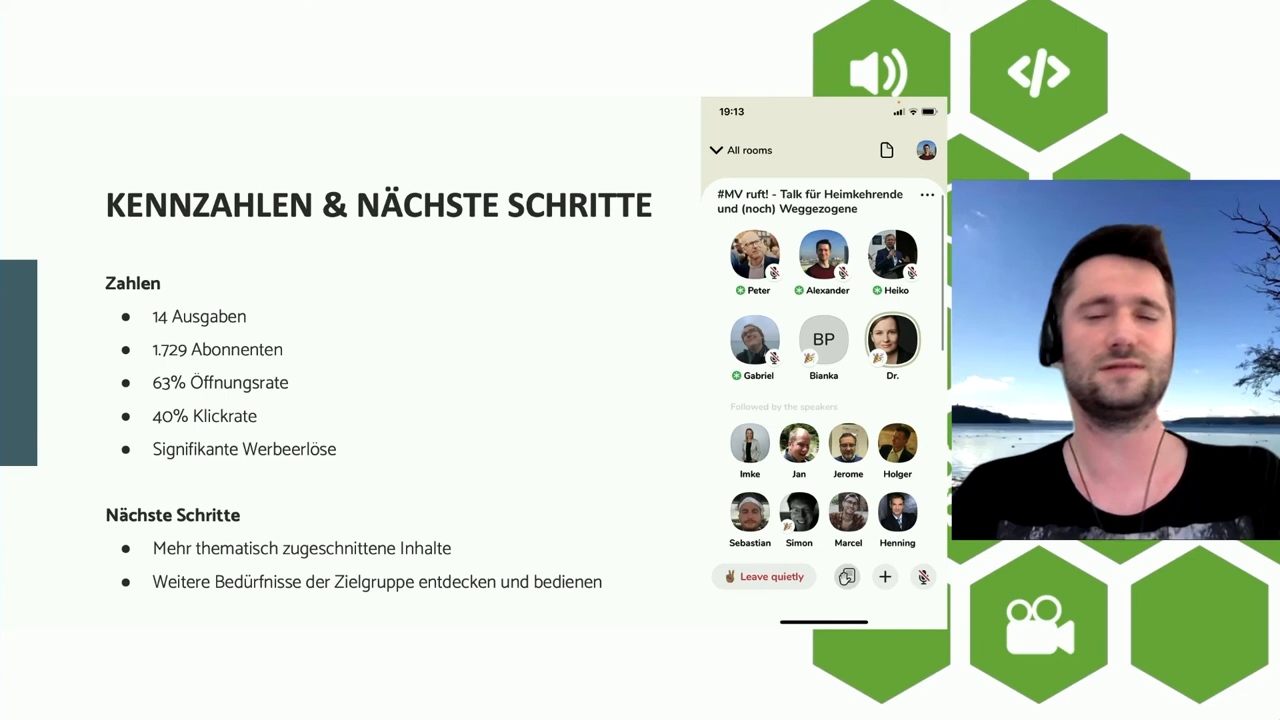 KENNZAHLEN & NÄCHSTE SCHRITTE
Zahlen
● 14 Ausgaben
● 1.729 Abonnenten
● 63% Öffnungsrate
● 40% Klickrate
● Signifikante Werbeerlöse
Nächste Schritte
● Mehr thematisch zugeschnittene Inhalte
● Weitere Bedürfnisse der Zielgruppe entdecken und bedienen
19:13
All rooms
#MV ruft! - Talk für Heimkehrende
und (noch) Weggezogene
Peter Alexander Heiko
BP
Gabriel Bianka Dr.
Followed by the speakers
Imke Jan Jerome Holger
Sebastian Simon Marcel Henning
Leave quietly